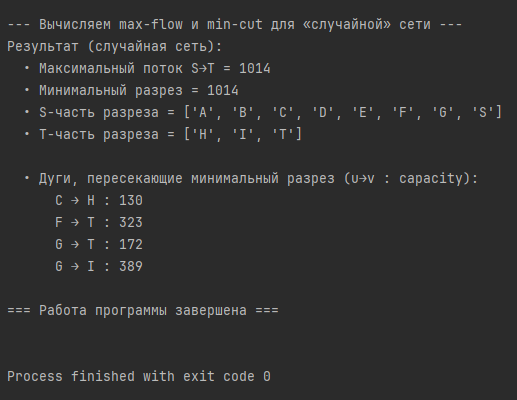 --- Вычисляем max-flow и min-cut для «случайной» сети ---
Результат (случайная сеть):
• Максимальный поток S→T = 1014
• Минимальный разрез = 1014
• S-часть разреза = ['A', 'B', 'C', 'D', 'E', 'F', 'G', 'S']
• T-часть разреза = ['H', 'I', 'T']
• Дуги, пересекающие минимальный разрез (u→v : capacity):
C → H : 130
F → T : 323
G → T : 172
G → I : 389
=== Работа программы завершена ===
Process finished with exit code 0